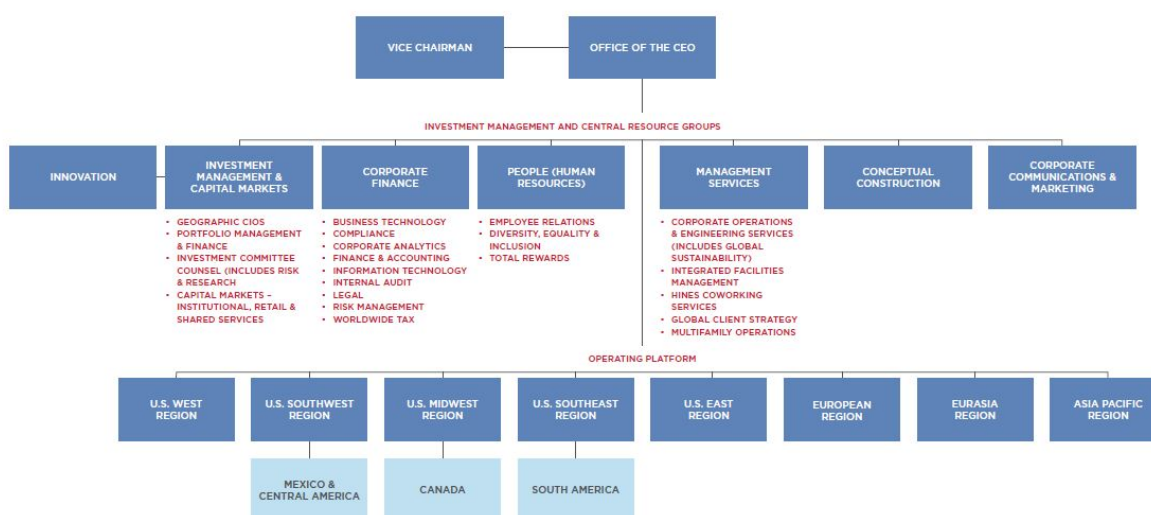 VICE CHAIRMAN
OFFICE OF THE CEO
INVESTMENT MANAGEMENT AND CENTRAL RESOURCE GROUPS
INNOVATION
INVESTMENT
MANAGEMENT &
CAPITAL MARKETS
• GEOGRAPHIC CIOS
• PORTFOLIO MANAGEMENT
& FINANCE
• INVESTMENT COMMITTEE
COUNSEL (INCLUDES RISK
& RESEARCH
• CAPITAL MARKETS –
INSTITUTIONAL, RETAIL &
SHARED SERVICES
CORPORATE
FINANCE
• BUSINESS TECHNOLOGY
• COMPLIANCE
• CORPORATE ANALYTICS
• FINANCE & ACCOUNTING
• INFORMATION TECHNOLOGY
• INTERNAL AUDIT
• LEGAL
• RISK MANAGEMENT
• WORLDWIDE TAX
PEOPLE (HUMAN
RESOURCES)
• EMPLOYEE RELATIONS
• DIVERSITY, EQUALITY &
INCLUSION
• TOTAL REWARDS
MANAGEMENT
SERVICES
• CORPORATE OPERATIONS
& ENGINEERING SERVICES
(INCLUDES GLOBAL
SUSTAINABILITY)
• INTEGRATED FACILITIES
MANAGEMENT
• HINES COWORKING
SERVICES
• GLOBAL CLIENT STRATEGY
• MULTIFAMILY OPERATIONS
CONCEPTUAL
CONSTRUCTION
CORPORATE
COMMUNICATIONS &
MARKETING
OPERATING PLATFORM
U.S. WEST
REGION
U.S. SOUTHWEST
REGION
U.S. MIDWEST
REGION
U.S. SOUTHEAST
REGION
U.S. EAST
REGION
EUROPEAN
REGION
EURASIA
REGION
ASIA PACIFIC
REGION
MEXICO &
CENTRAL AMERICA
CANADA
SOUTH AMERICA